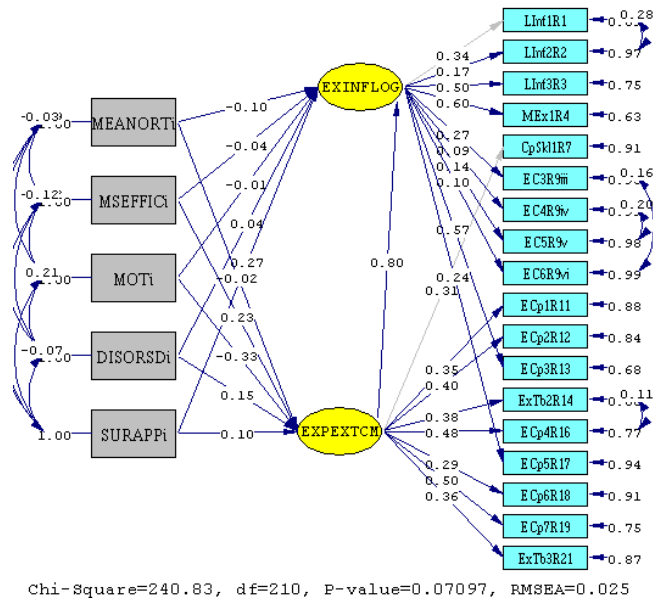 LInf1R1
0.28
0.34
LInf2R2
0.97
0.17
EXINFLOG
LInf3R3
0.75
0.50
0.60
MEx1R4
0.63
-0.03
MEANORTi
-0.10
CpSkl1R7
0.91
0.27
0.09
EC3R9iii
0.16
-0.04
0.14
-0.12
MSEFFICi
0.10
EC4R9iv
0.20
-0.01
0.04
0.57
EC5R9v
0.98
0.27
0.80
0.24
EC6R9vi
0.99
0.21
MOTi
-0.02
0.31
ECp1R11
0.88
0.23
ECp2R12
0.84
-0.07
DISORSDi
-0.33
0.35
ECp3R13
0.68
0.40
0.15
ExTb2R14
0.11
0.38
1.00
SURAPPi
0.10
EXPEXTCM
0.48
ECp4R16
0.77
0.29
ECp5R17
0.94
0.50
ECp6R18
0.91
0.36
ECp7R19
0.75
ExTb3R21
0.87
Chi-Square=240.83, df=210, P-value=0.07097, RMSEA=0.025